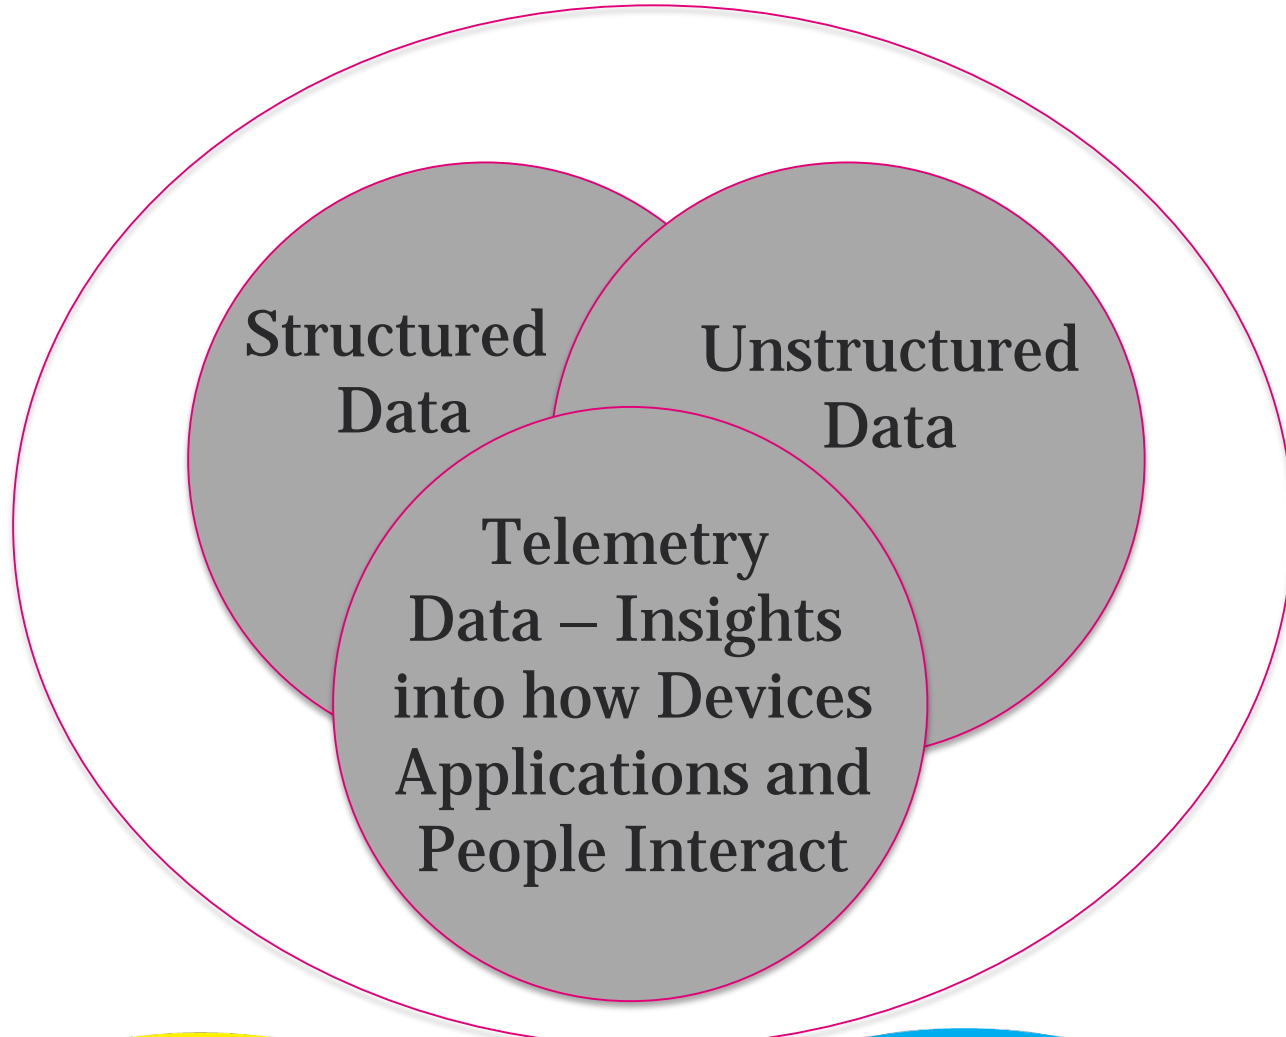 Structured
Data
Unstructured
Data
Telemetry
Data – Insights
into how Devices
Applications and
People Interact